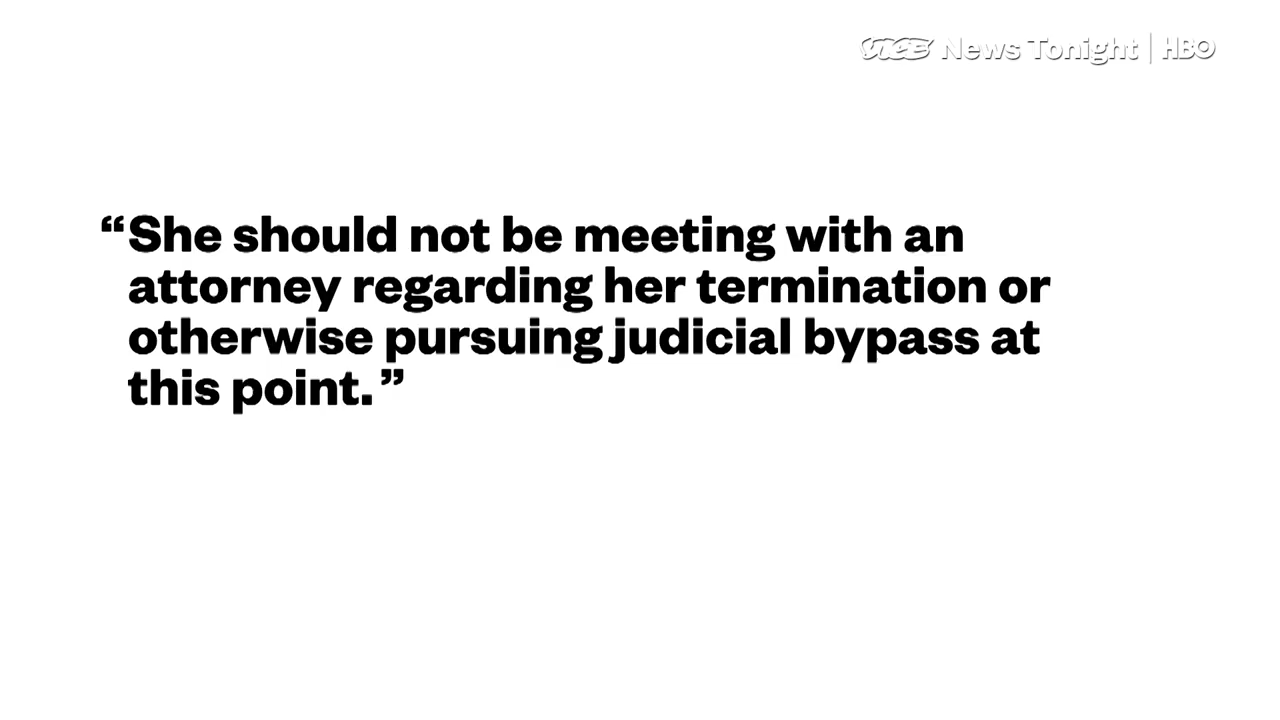 VICE News Tonight | HBO
“She should not be meeting with an
attorney regarding her termination or
otherwise pursuing judicial bypass at
this point.”